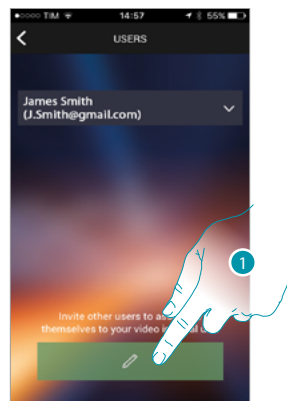 TIM 14:57 55%
USERS
James Smith
(J.Smith@gmail.com)
Invite other users to as
themselves to your video in
1